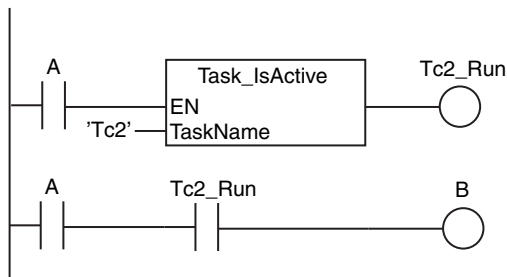 A
Task_IsActive
Tc2_Run
EN
'Tc2'
TaskName
A
Tc2_Run
B